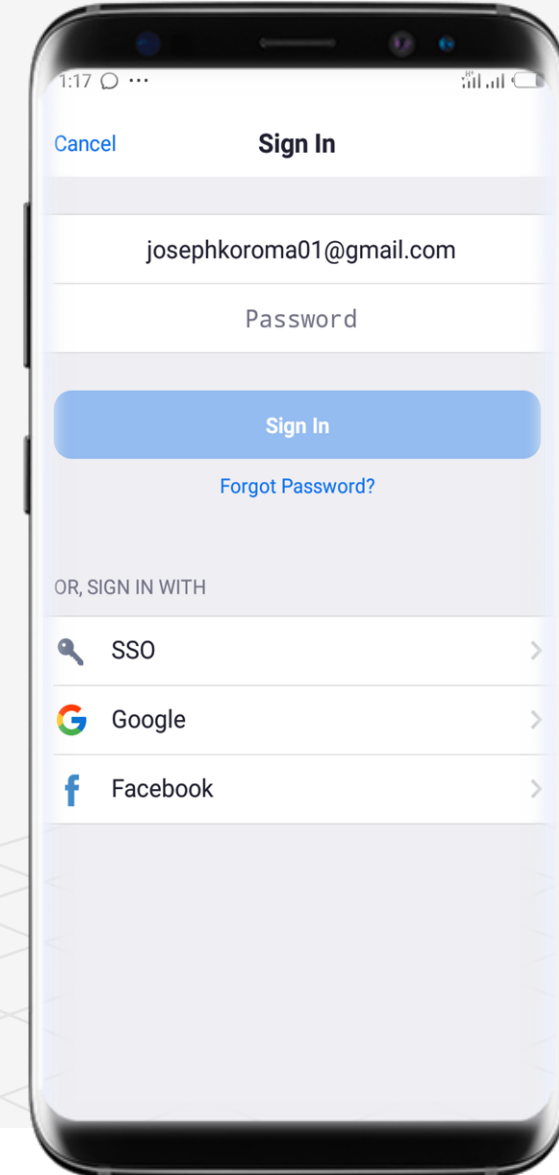 1:17
Cancel
Sign In
josephkoroma01@gmail.com
Password
Sign In
Forgot Password?
OR, SIGN IN WITH
SSO
Google
Facebook